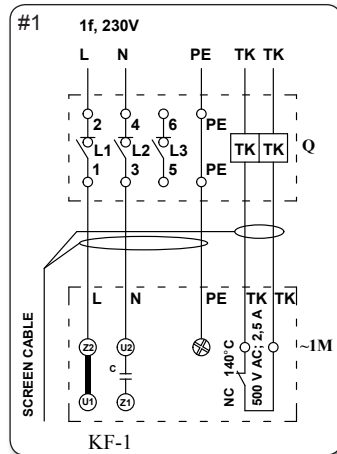 #1 1f, 230V
L N PE TK TK
2 4 6 PE
L1 L2 L3 TK TK Q
1 3 5 PE
L N PE TK TK
Z2 U2
C
U1 Z1
NC 140°C
500 V AC; 2,5 A
~1M
SCREEN CABLE
KF-1